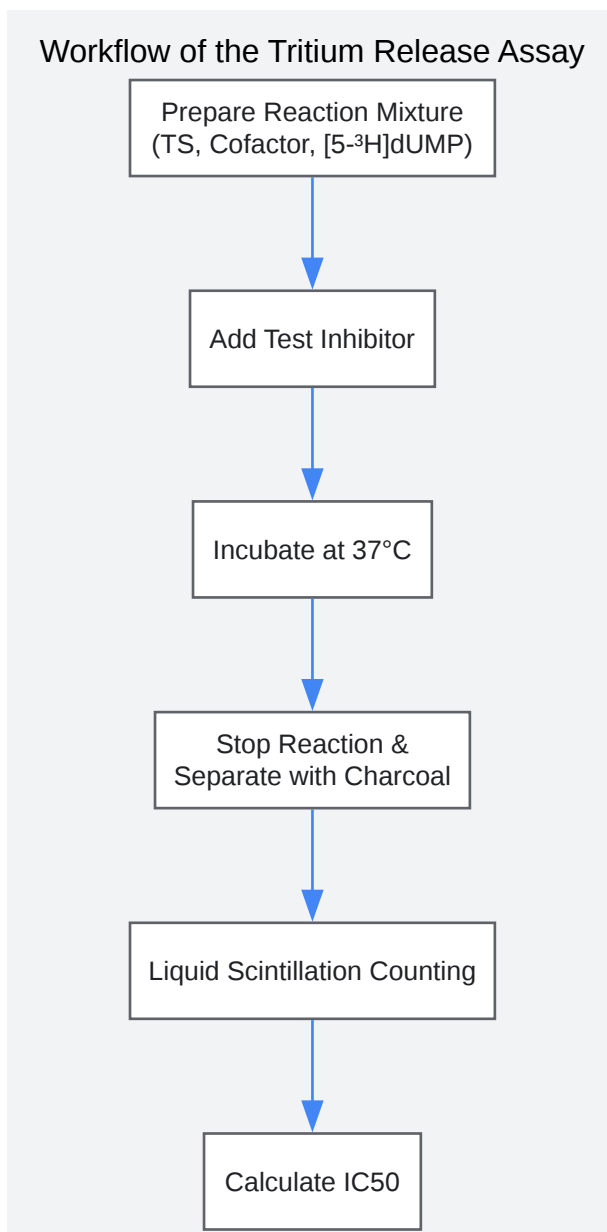 Workflow of the Tritium Release Assay
Prepare Reaction Mixture
(TS, Cofactor, [5-³H]dUMP)
Add Test Inhibitor
Incubate at 37°C
Stop Reaction &
Separate with Charcoal
Liquid Scintillation Counting
Calculate IC50